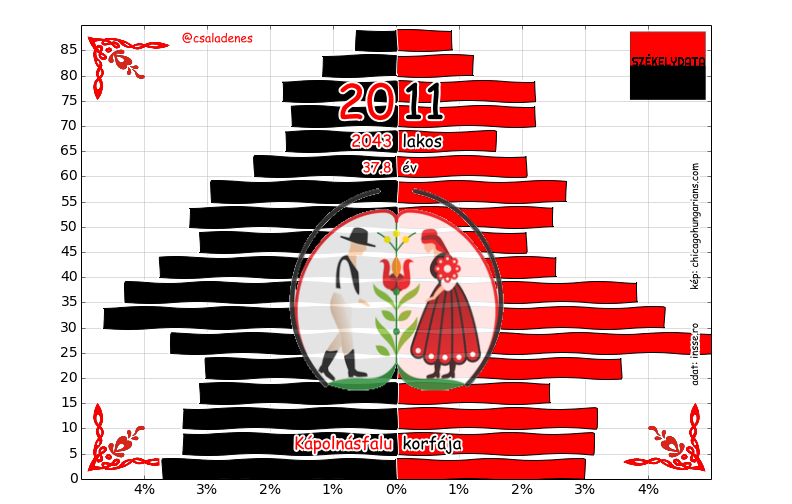 @csaladenes
SZÉKELYDATA
2011
2043 lakos
37.8 év
kép: chicagohungarians.com
adat: insse.ro
Kápolnásfalu korfája
85
80
75
70
65
60
55
50
45
40
35
30
25
20
15
10
5
0
4% 3% 2% 1% 0% 1% 2% 3% 4%